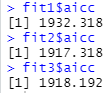 > fit1$aicc
[1] 1932.318
> fit2$aicc
[1] 1917.318
> fit3$aicc
[1] 1918.192